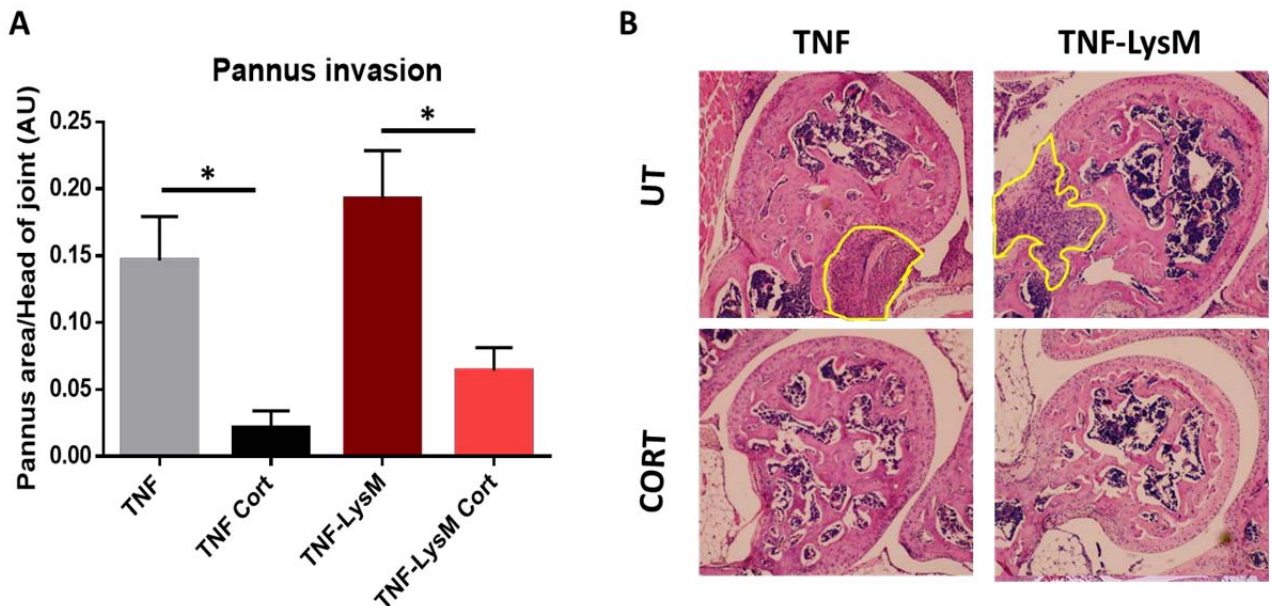 A
Pannus invasion
Pannus area/Head of joint (AU)
0.25
0.20
0.15
0.10
0.05
0.00
*
*
TNF
TNF Cort
TNF-LysM
TNF-LysM Cort
B
TNF
TNF-LysM
UT
CORT